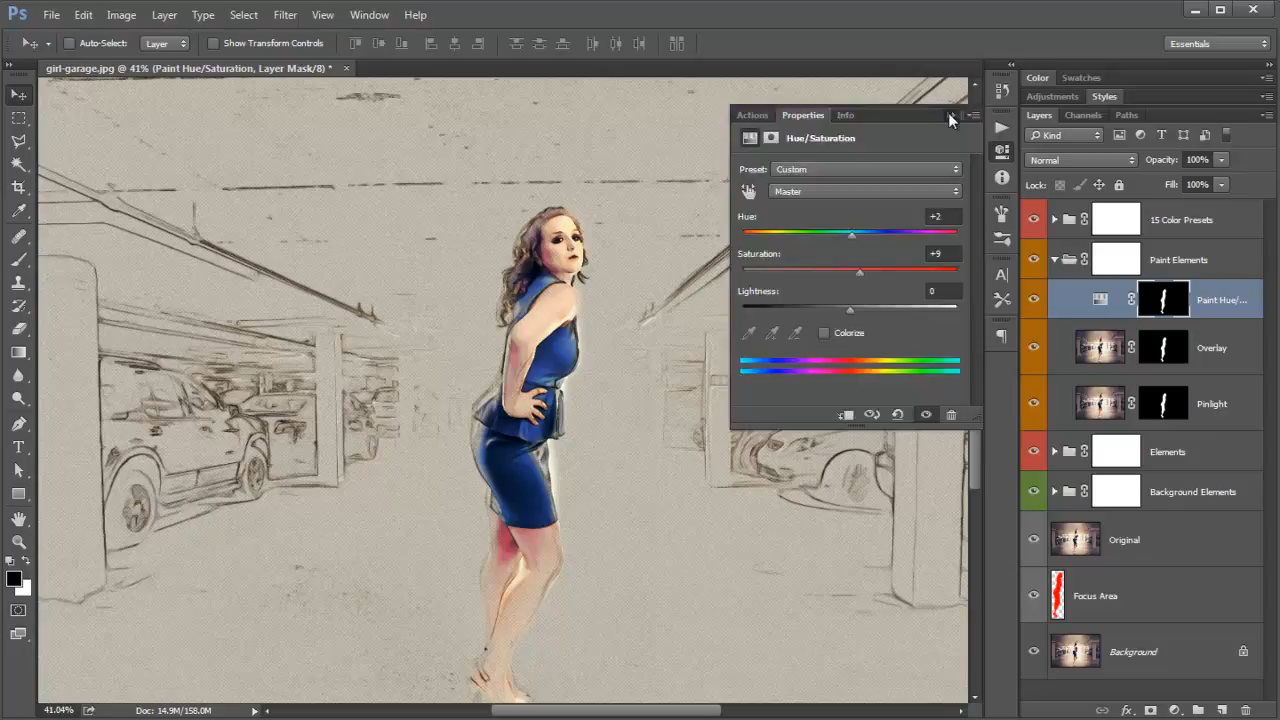 Ps File Edit Image Layer Type Select Filter View Window Help
Auto-Select: Layer Show Transform Controls Essentials
girl-garage.jpg @ 41% (Paint Hue/Saturation, Layer Mask/8) * ×
Actions Properties Info
Hue/Saturation
Preset: Custom
Master
Hue: +2
Saturation: +9
Lightness: 0
Colorize
Color Swatches
Adjustments Styles
Layers Channels Paths
Kind
Normal Opacity: 100%
Lock: Fill: 100%
15 Color Presets
Paint Elements
Paint Hue/...
Overlay
Pinlight
Elements
Background Elements
Original
Focus Area
Background
41.04% Doc: 14.9M/158.0M